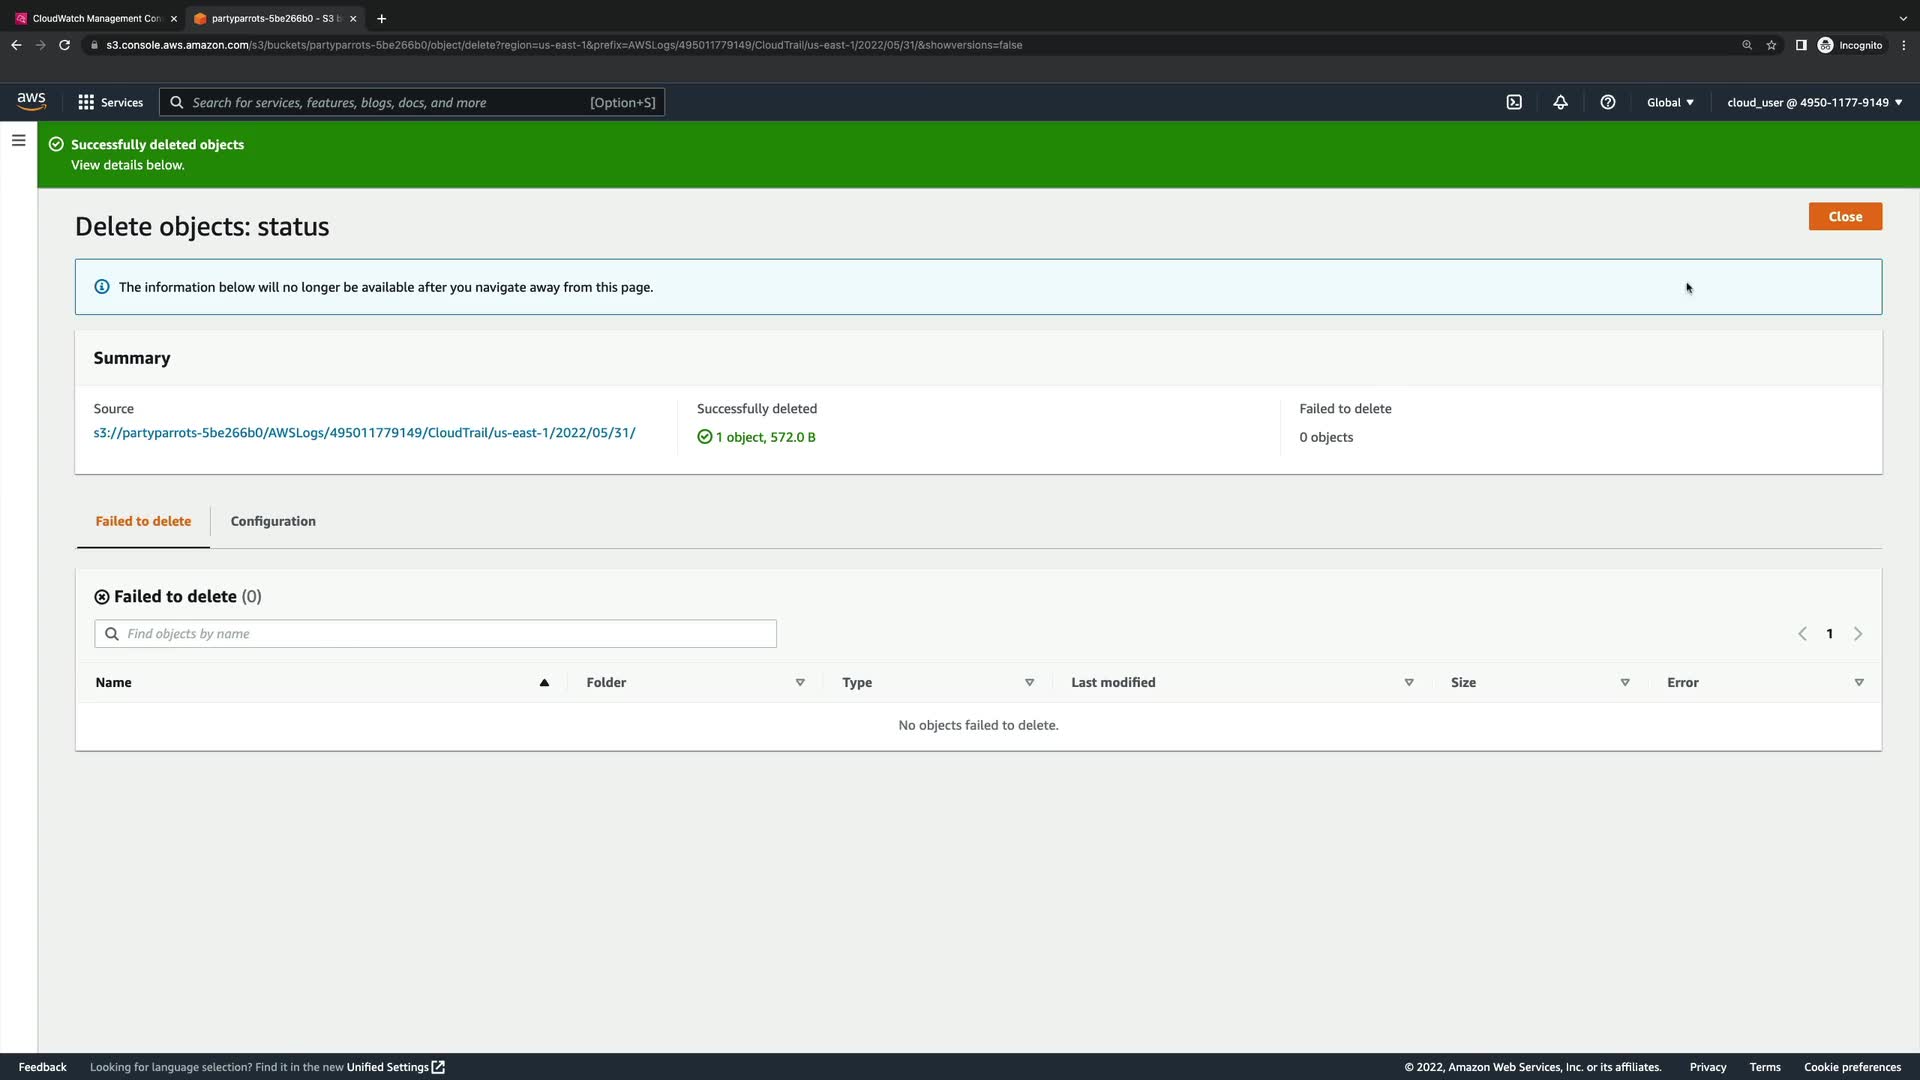 CloudWatch Management Con
partyparrots-5be266b0 - S3 b
s3.console.aws.amazon.com/s3/buckets/partyparrots-5be266b0/object/delete?region=us-east-1&prefix=AWSLogs/495011779149/CloudTrail/us-east-1/2022/05/31/&showversions=false
Incognito
aws
Services
Search for services, features, blogs, docs, and more
[Option+S]
Global
cloud_user @ 4950-1177-9149
Successfully deleted objects
View details below.
Delete objects: status
Close
The information below will no longer be available after you navigate away from this page.
Summary
Source
s3://partyparrots-5be266b0/AWSLogs/495011779149/CloudTrail/us-east-1/2022/05/31/
Successfully deleted
1 object, 572.0 B
Failed to delete
0 objects
Failed to delete
Configuration
Failed to delete (0)
Find objects by name
1
Name
Folder
Type
Last modified
Size
Error
No objects failed to delete.
Feedback
Looking for language selection? Find it in the new Unified Settings
© 2022, Amazon Web Services, Inc. or its affiliates.
Privacy
Terms
Cookie preferences